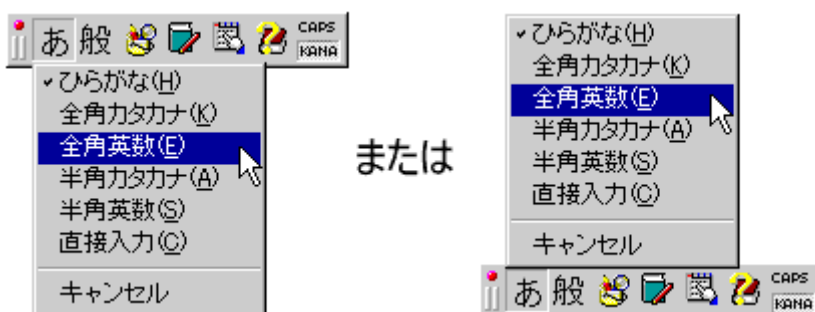 あ 般 CAPS KANA
✓ひらがな(H)
全角カタカナ(K)
全角英数(E)
半角カタカナ(A)
半角英数(S)
直接入力(C)
キャンセル
または
✓ひらがな(H)
全角カタカナ(K)
全角英数(E)
半角カタカナ(A)
半角英数(S)
直接入力(C)
キャンセル
あ 般 CAPS KANA